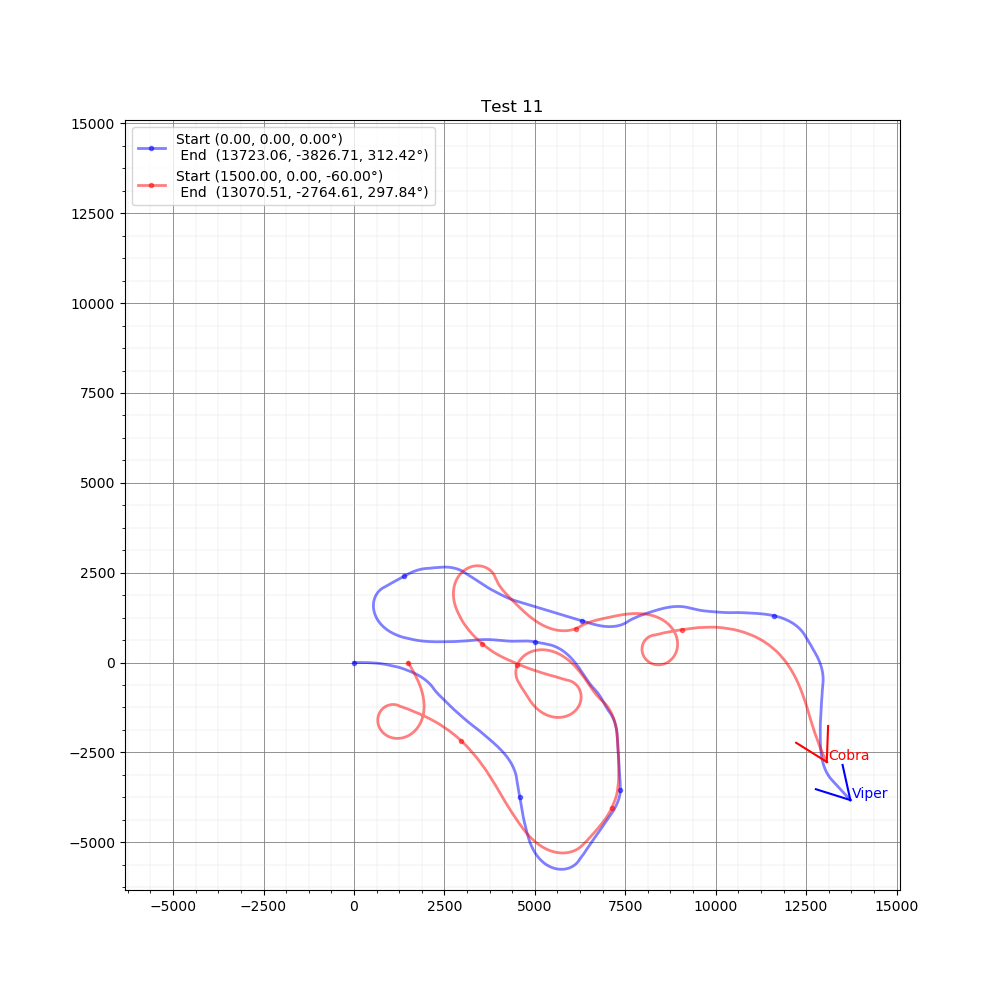 Test 11
Start (0.00, 0.00, 0.00°)
End  (13723.06, -3826.71, 312.42°)
Start (1500.00, 0.00, -60.00°)
End  (13070.51, -2764.61, 297.84°)
15000
12500
10000
7500
5000
2500
0
−2500
−5000
Cobra
Viper
−5000 −2500 0 2500 5000 7500 10000 12500 15000